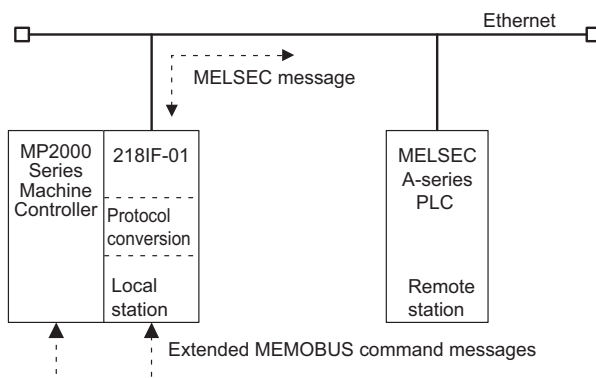 Ethernet
MELSEC message
MP2000
Series
Machine
Controller
218IF-01
Protocol
conversion
Local
station
MELSEC
A-series
PLC
Remote
station
Extended MEMOBUS command messages